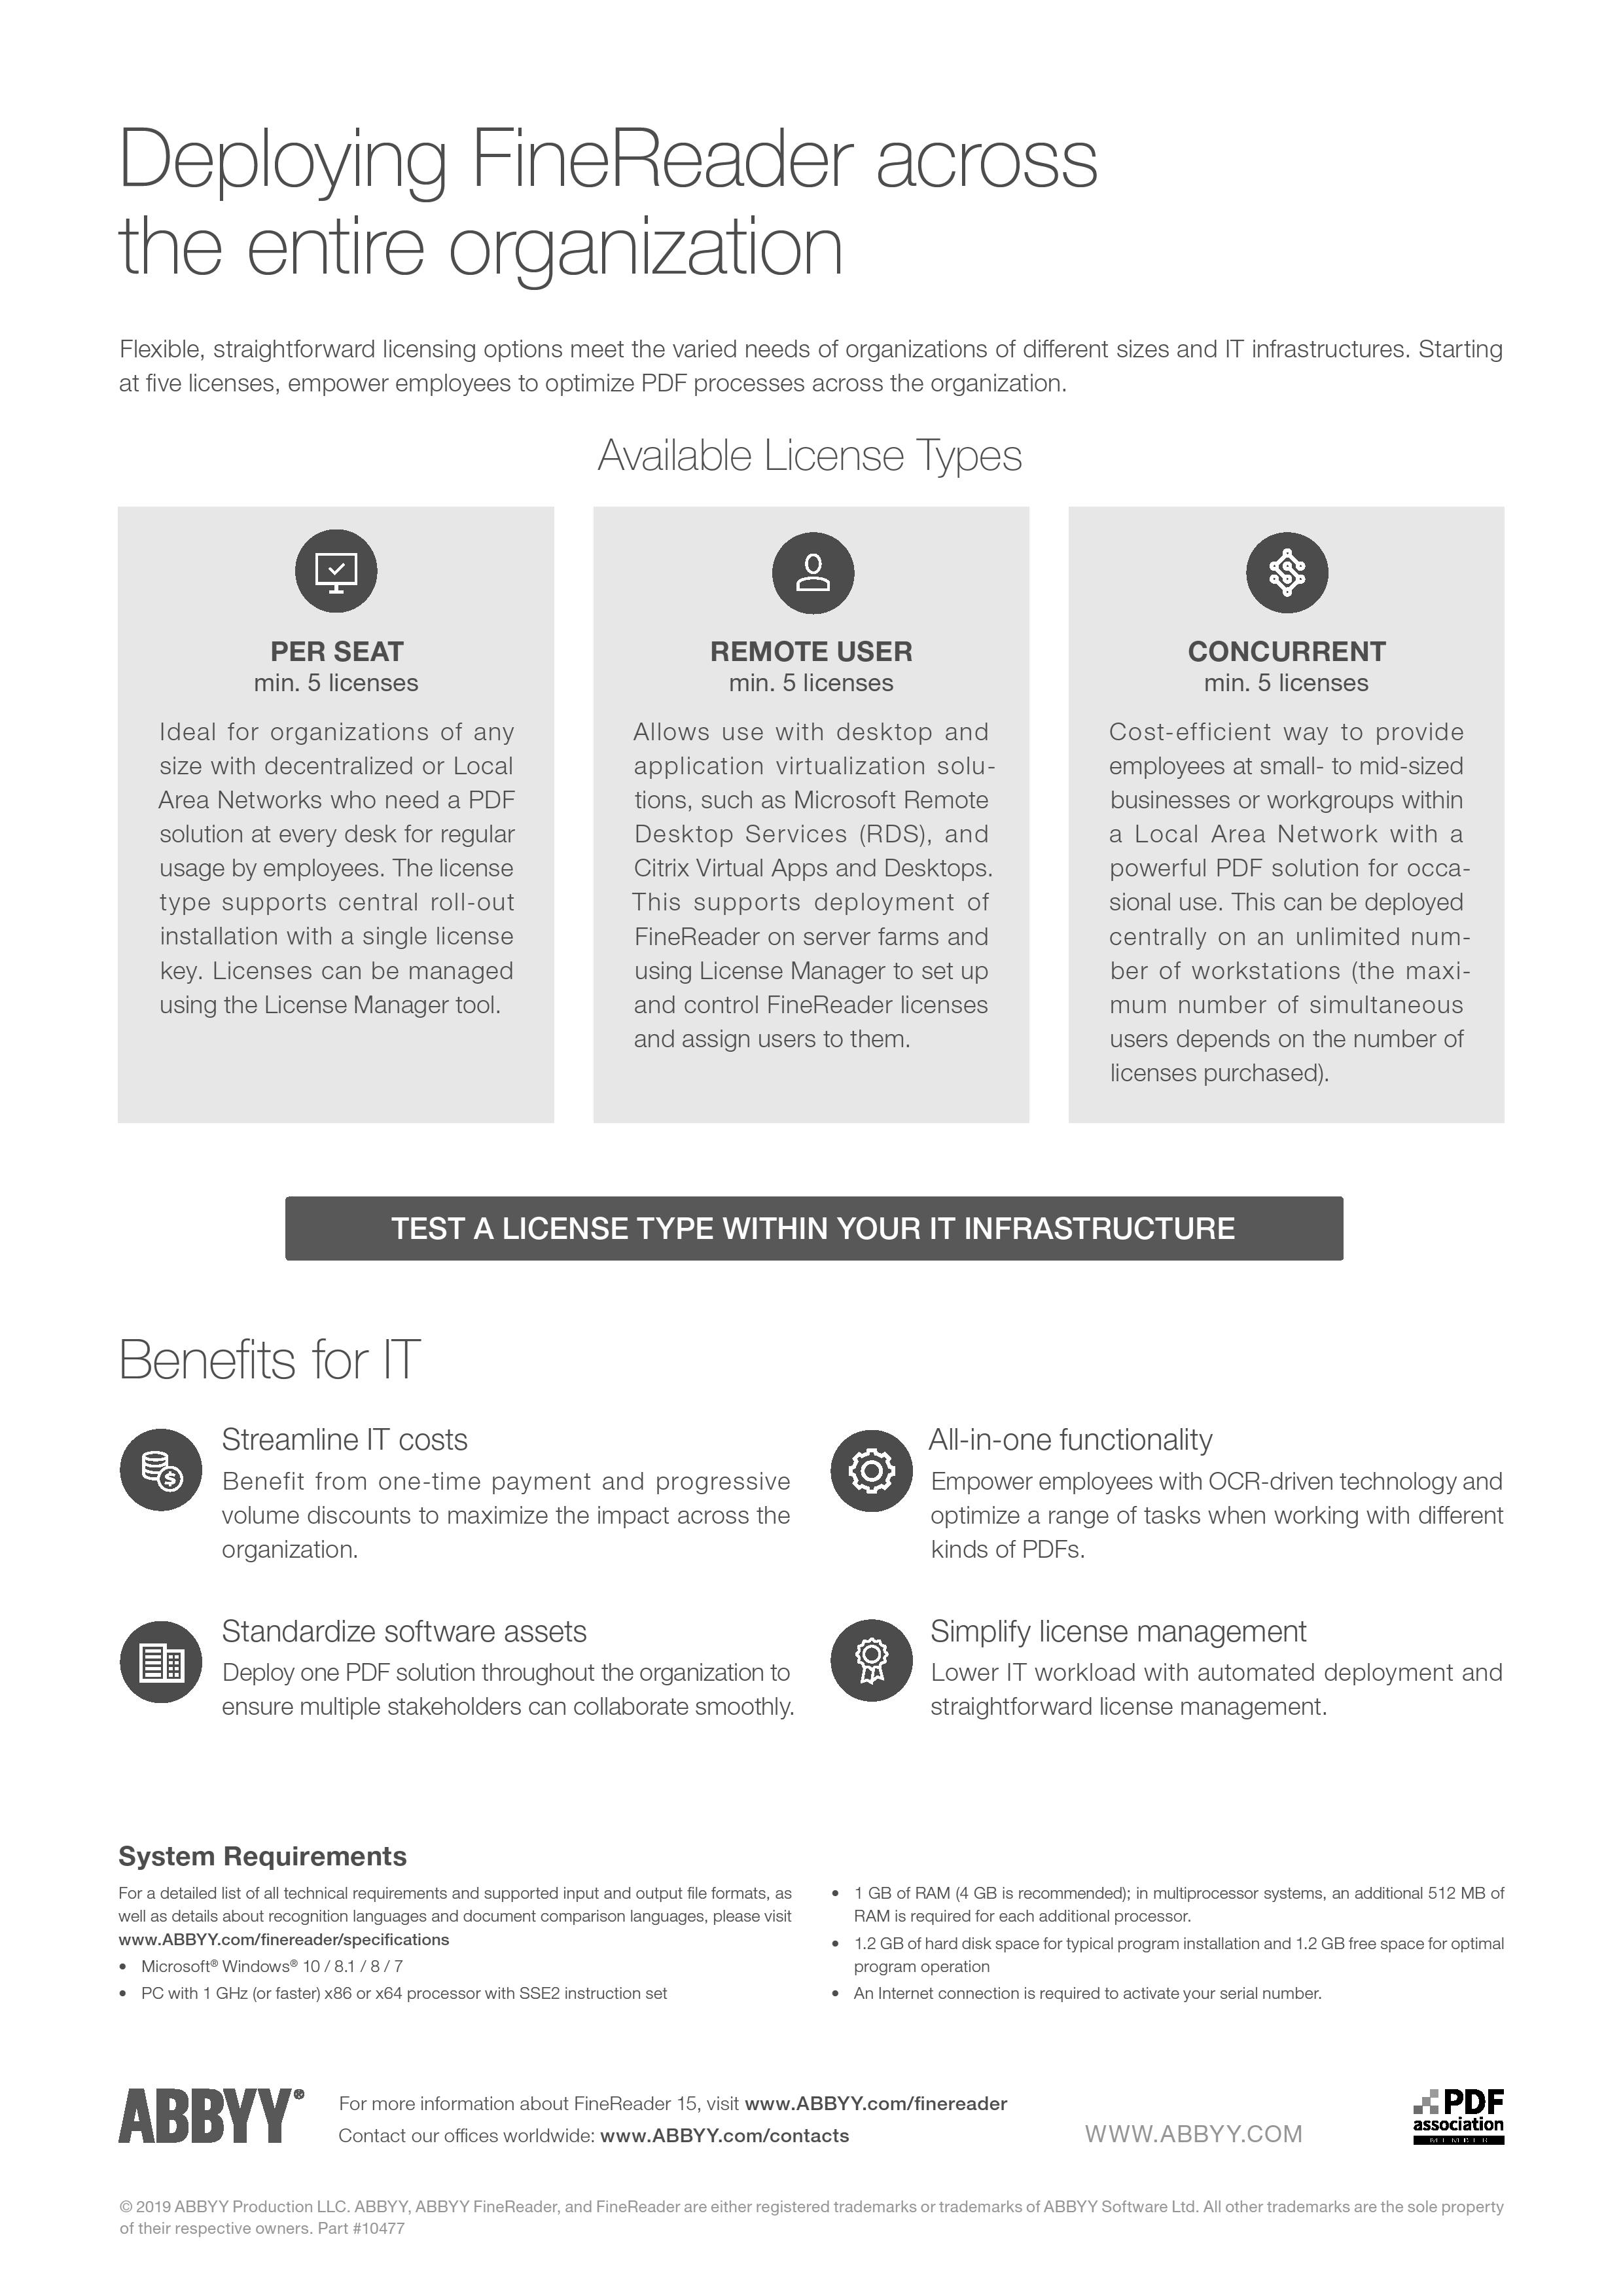 Deploying FineReader across
the entire organization
Flexible, straightforward licensing options meet the varied needs of organizations of different sizes and IT infrastructures. Starting
at five licenses, empower employees to optimize PDF processes across the organization.
Available License Types
PER SEAT
min. 5 licenses
Ideal for organizations of any
size with decentralized or Local
Area Networks who need a PDF
solution at every desk for regular
usage by employees. The license
type supports central roll-out
installation with a single license
key. Licenses can be managed
using the License Manager tool.
REMOTE USER
min. 5 licenses
Allows use with desktop and
application virtualization solu-
tions, such as Microsoft Remote
Desktop Services (RDS), and
Citrix Virtual Apps and Desktops.
This supports deployment of
FineReader on server farms and
using License Manager to set up
and control FineReader licenses
and assign users to them.
CONCURRENT
min. 5 licenses
Cost-efficient way to provide
employees at small- to mid-sized
businesses or workgroups within
a Local Area Network with a
powerful PDF solution for occa-
sional use. This can be deployed
centrally on an unlimited num-
ber of workstations (the maxi-
mum number of simultaneous
users depends on the number of
licenses purchased).
TEST A LICENSE TYPE WITHIN YOUR IT INFRASTRUCTURE
Benefits for IT
Streamline IT costs
Benefit from one-time payment and progressive
volume discounts to maximize the impact across the
organization.
All-in-one functionality
Empower employees with OCR-driven technology and
optimize a range of tasks when working with different
kinds of PDFs.
Standardize software assets
Deploy one PDF solution throughout the organization to
ensure multiple stakeholders can collaborate smoothly.
Simplify license management
Lower IT workload with automated deployment and
straightforward license management.
System Requirements
For a detailed list of all technical requirements and supported input and output file formats, as
well as details about recognition languages and document comparison languages, please visit
www.ABBYY.com/finereader/specifications
• Microsoft® Windows® 10 / 8.1 / 8 / 7
• PC with 1 GHz (or faster) x86 or x64 processor with SSE2 instruction set
• 1 GB of RAM (4 GB is recommended); in multiprocessor systems, an additional 512 MB of
RAM is required for each additional processor.
• 1.2 GB of hard disk space for typical program installation and 1.2 GB free space for optimal
program operation
• An Internet connection is required to activate your serial number.
ABBYY®
For more information about FineReader 15, visit www.ABBYY.com/finereader
Contact our offices worldwide: www.ABBYY.com/contacts
WWW.ABBYY.COM
PDF
association
MEMBER
© 2019 ABBYY Production LLC. ABBYY, ABBYY FineReader, and FineReader are either registered trademarks or trademarks of ABBYY Software Ltd. All other trademarks are the sole property
of their respective owners. Part #10477